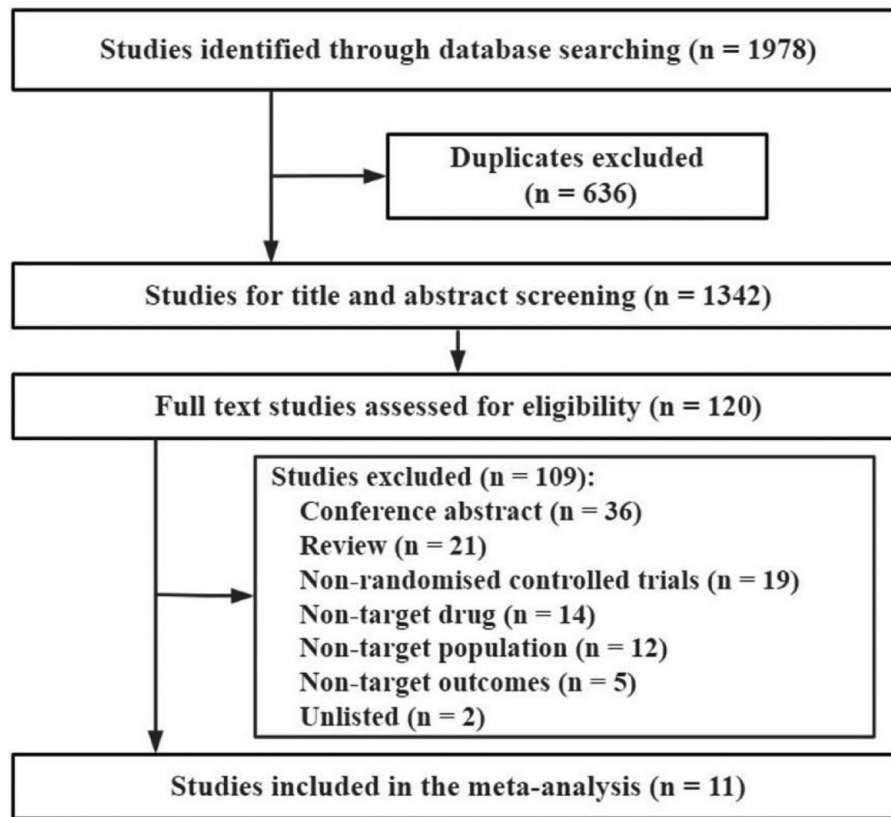 Studies identified through database searching (n = 1978)
Duplicates excluded
(n = 636)
Studies for title and abstract screening (n = 1342)
Full text studies assessed for eligibility (n = 120)
Studies excluded (n = 109):
Conference abstract (n = 36)
Review (n = 21)
Non-randomised controlled trials (n = 19)
Non-target drug (n = 14)
Non-target population (n = 12)
Non-target outcomes (n = 5)
Unlisted (n = 2)
Studies included in the meta-analysis (n = 11)